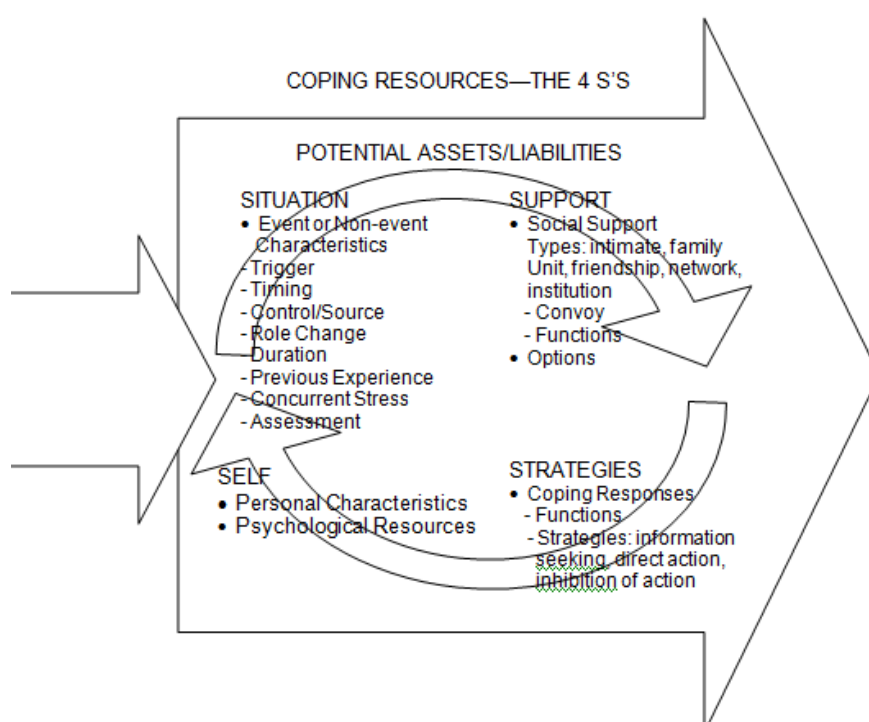 COPING RESOURCES—THE 4 S'S
POTENTIAL ASSETS/LIABILITIES
SITUATION
• Event or Non-event
Characteristics
- Trigger
- Timing
- Control/Source
- Role Change
- Duration
- Previous Experience
- Concurrent Stress
- Assessment
SUPPORT
• Social Support
Types: intimate, family
Unit, friendship, network,
institution
- Convoy
- Functions
• Options
SELF
• Personal Characteristics
• Psychological Resources
STRATEGIES
• Coping Responses
- Functions
- Strategies: information
seeking, direct action,
inhibition of action